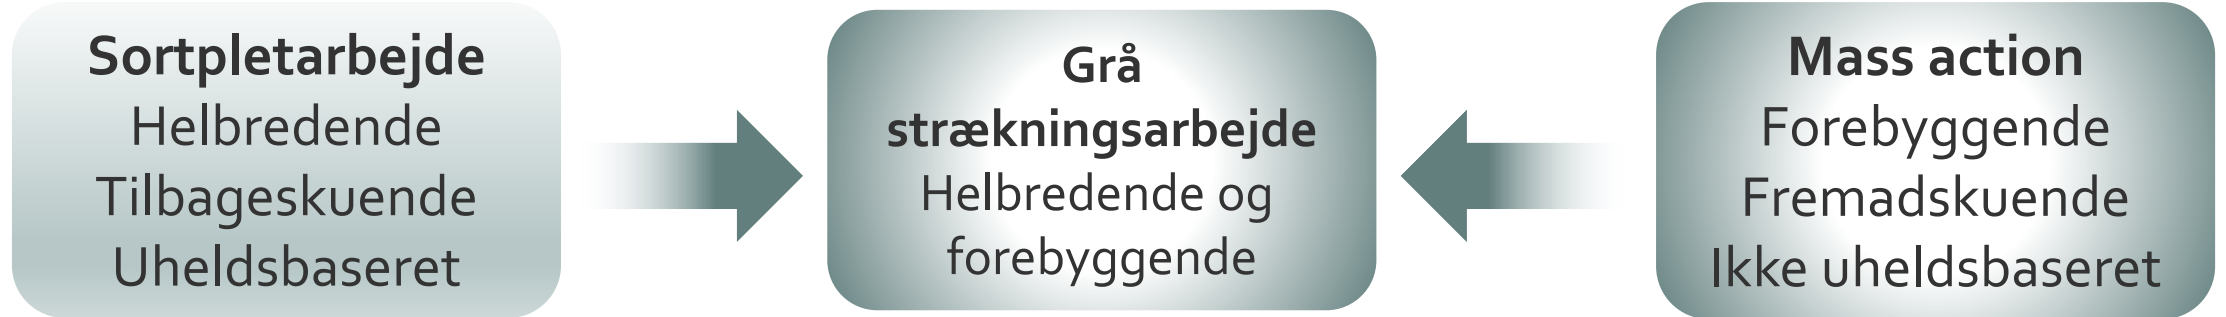 Sortpletarbejde
Helbredende
Tilbageskuende
Uheldsbaseret
Grå
strækningsarbejde
Helbredende og
forebyggende
Mass action
Forebyggende
Fremadskuende
Ikke uheldsbaseret